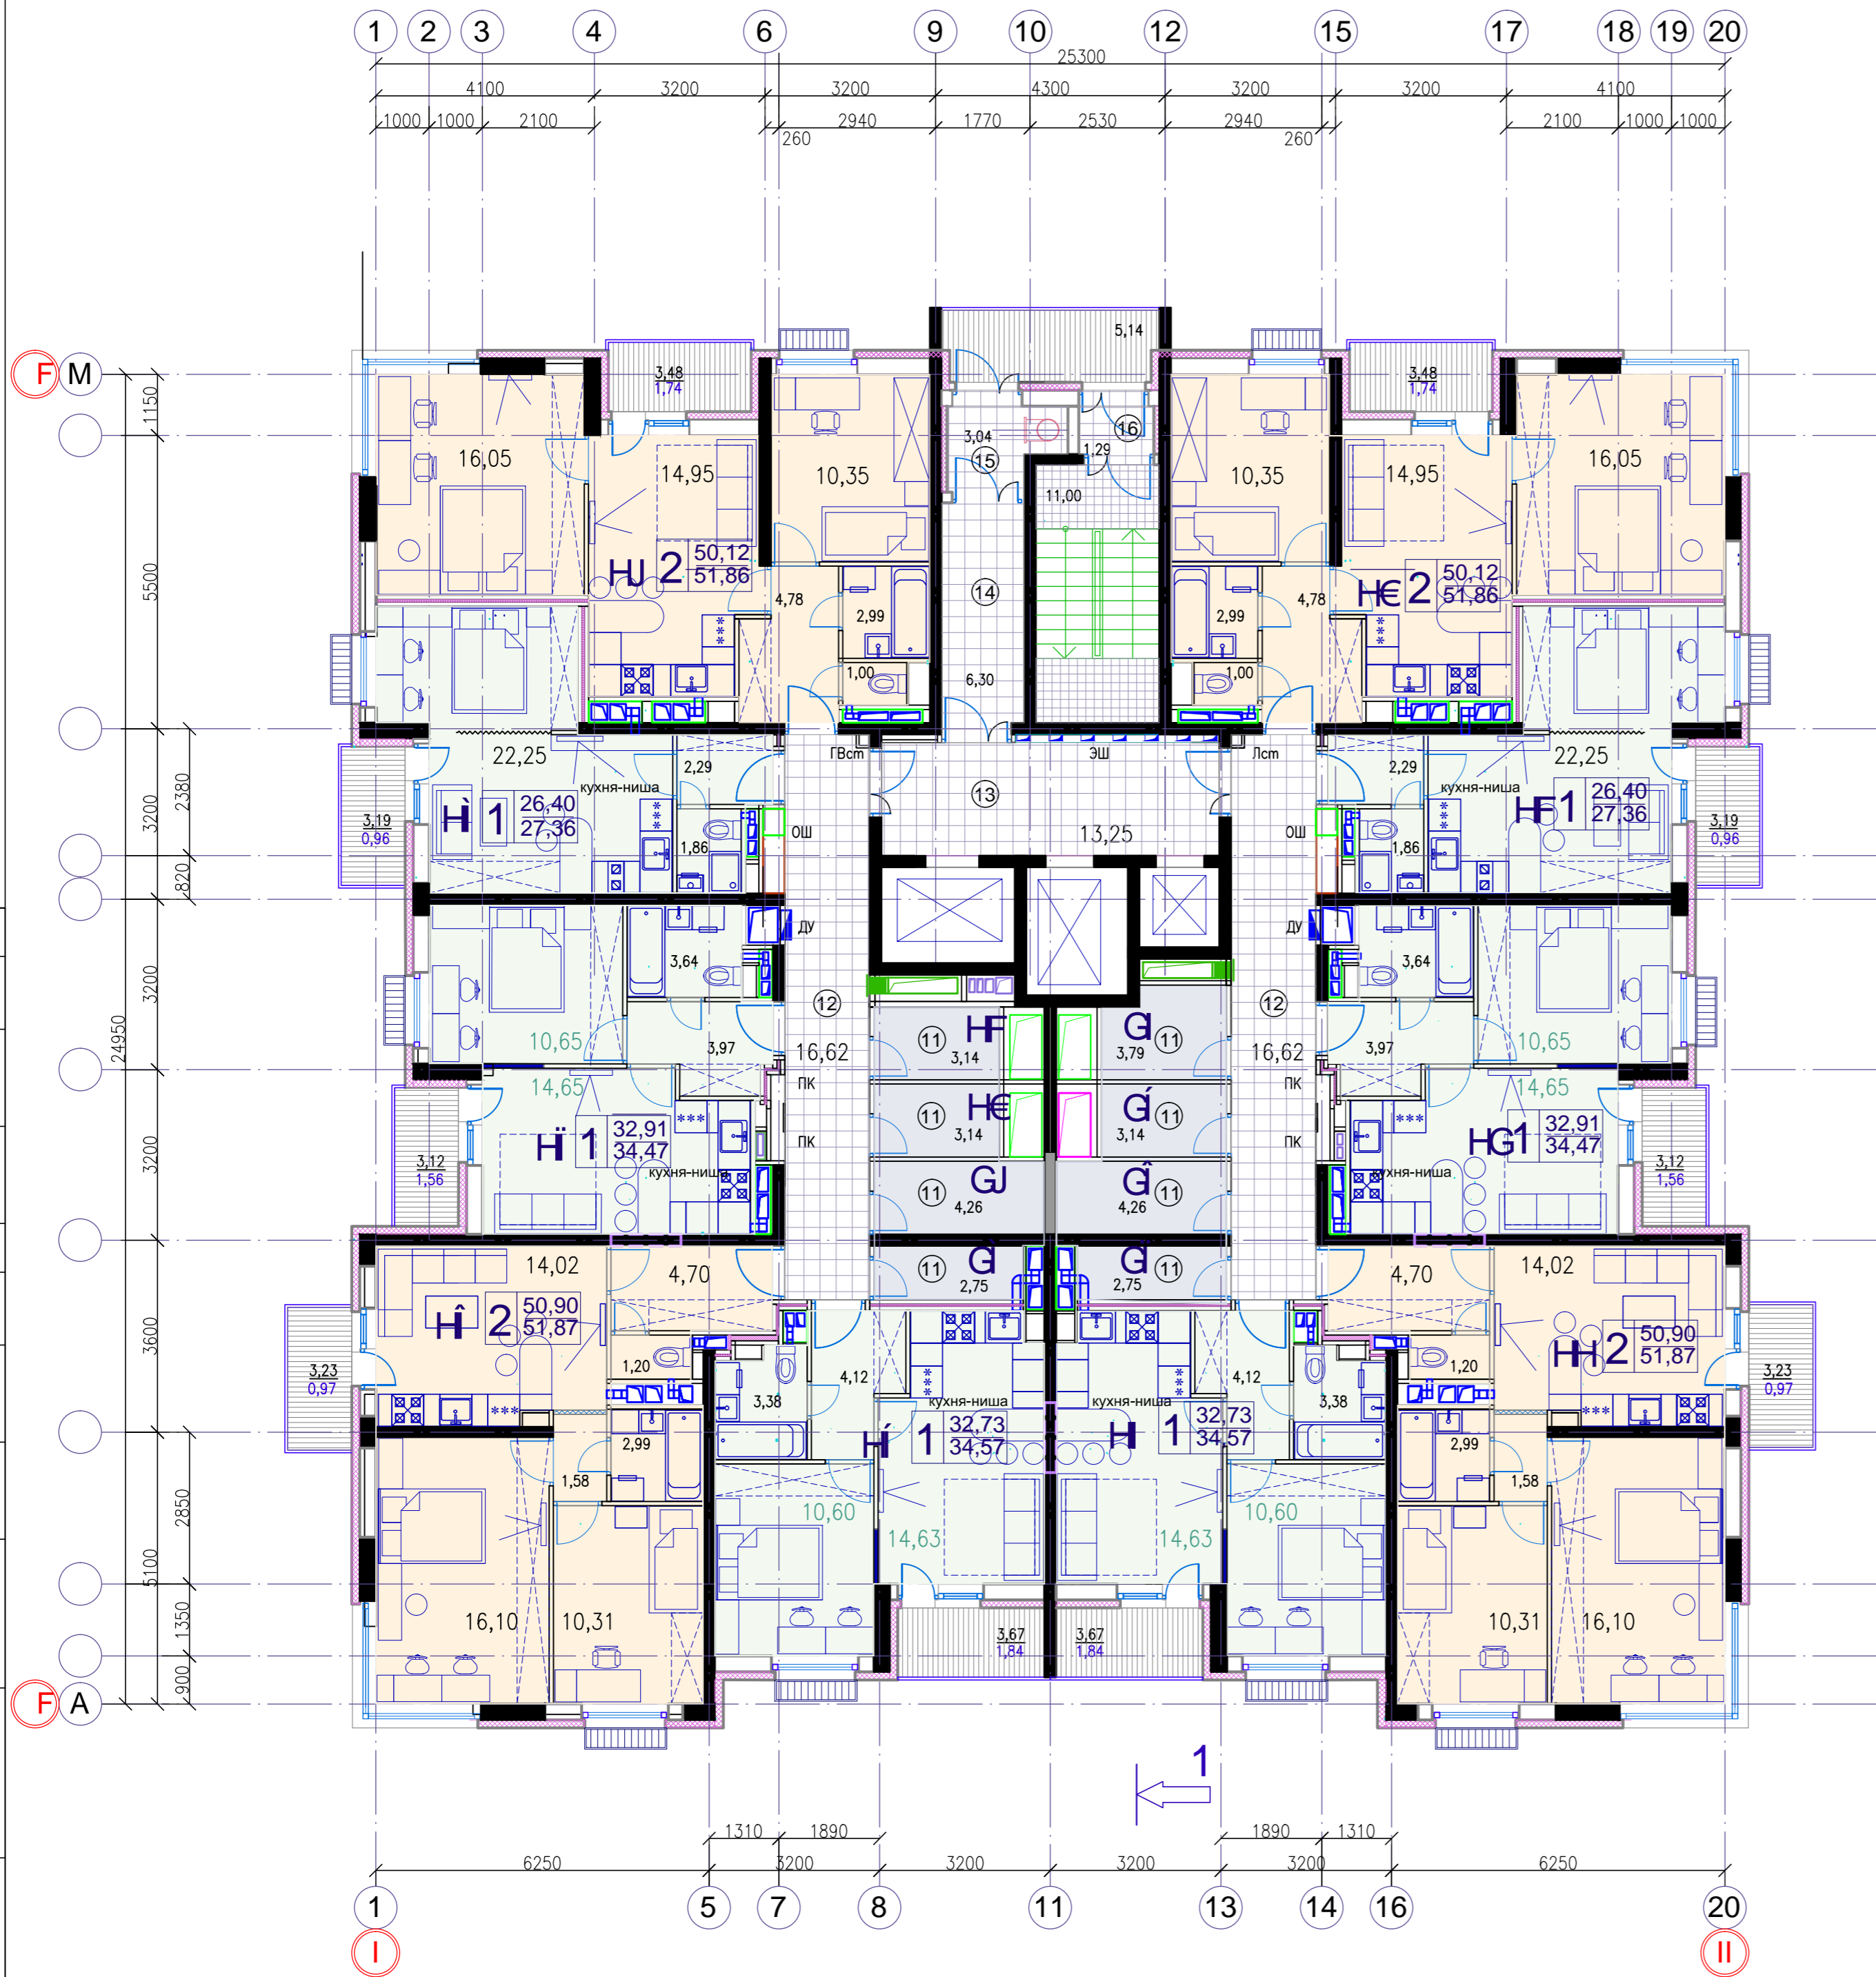 1 2 3 4 6 9 10 12 15 17 18 19 20
25300
4100 3200 3200 4300 3200 3200 4100
1000 1000 2100 2940 1770 2530 2940 2100 1000 1000
260 260
5,14
F M
3,48 3,48
1,74 1,74
1150
16
3,04 1,29
15
16,05 14,95 10,35 10,35 14,95 16,05
11,00
5500
HJ 2 50,12 51,86
H€ 2 50,12 51,86
14
4,78 2,99 2,99 4,78
1,00 6,30 1,00
22,25 ГВст ЭШ Лст 22,25
2,29 2,29
кухня-ниша 13 кухня-ниша
2380
3200
1 26,40 27,36
HF 1 26,40 27,36
3,19 3,19
0,96 0,96
ОШ 13,25 ОШ
1,86 1,86
820
ДУ ДУ
3,64 3,64
3200
24950
12 12
10,65 3,97 16,62 11 HF 3,14 3,79 11 16,62 3,97 10,65
14,65 ПК ПК 14,65
11 H€ 3,14 3,14 11
1 32,91 34,47
HG 1 32,91 34,47
ПК ПК
3200
3,12 3,12
1,56 1,56
кухня-ниша кухня-ниша
11 GJ 4,26 4,26 11
14,02 4,70 11 2,75 2,75 11 4,70 14,02
2 50,90 51,87
HH 2 50,90 51,87
3600
3,23 3,23
0,97 0,97
1,20 4,12 4,12 1,20
3,38 кухня-ниша кухня-ниша 3,38
*** ***
1 32,73 34,57
1 32,73 34,57
2,99 2,99
1,58 1,58
2850
5100
10,60 14,63 14,63 10,60
1350
16,10 10,31 3,67 3,67 10,31 16,10
1,84 1,84
900
F A
1
1310 1890 1890 1310
6250 3200 3200 3200 3200 6250
1 5 7 8 11 13 14 16 20
I II